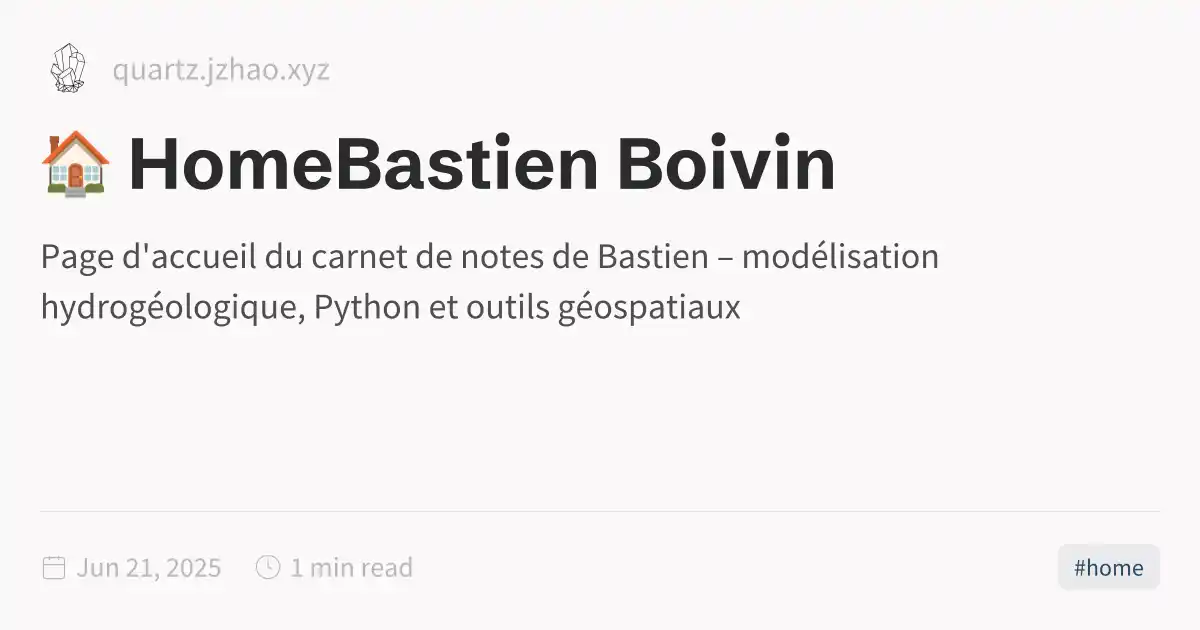 quartz.jzhao.xyz
🏠 HomeBastien Boivin
Page d'accueil du carnet de notes de Bastien – modélisation
hydrogéologique, Python et outils géospatiaux
Jun 21, 2025 1 min read #home